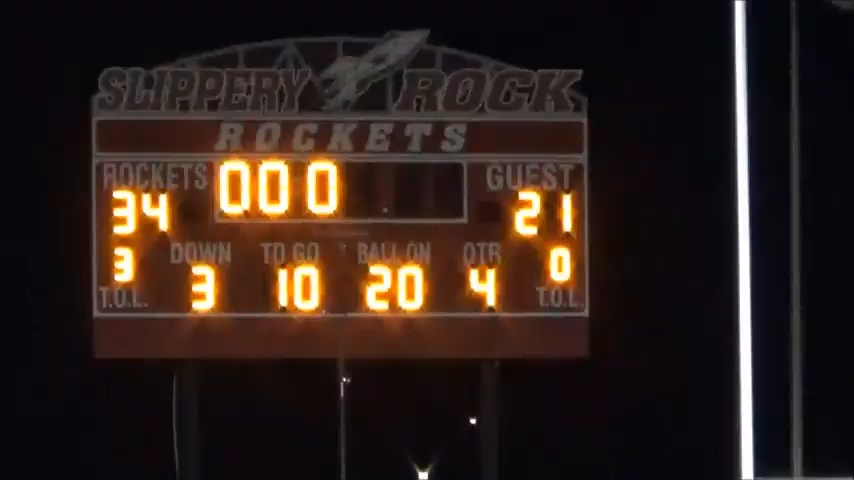 SLIPPERY ROCK
ROCKETS
ROCKETS 000 GUEST
34 21
3 DOWN TO GO BALL ON QTR 0
T.O.L. 3 10 20 4 T.O.L.